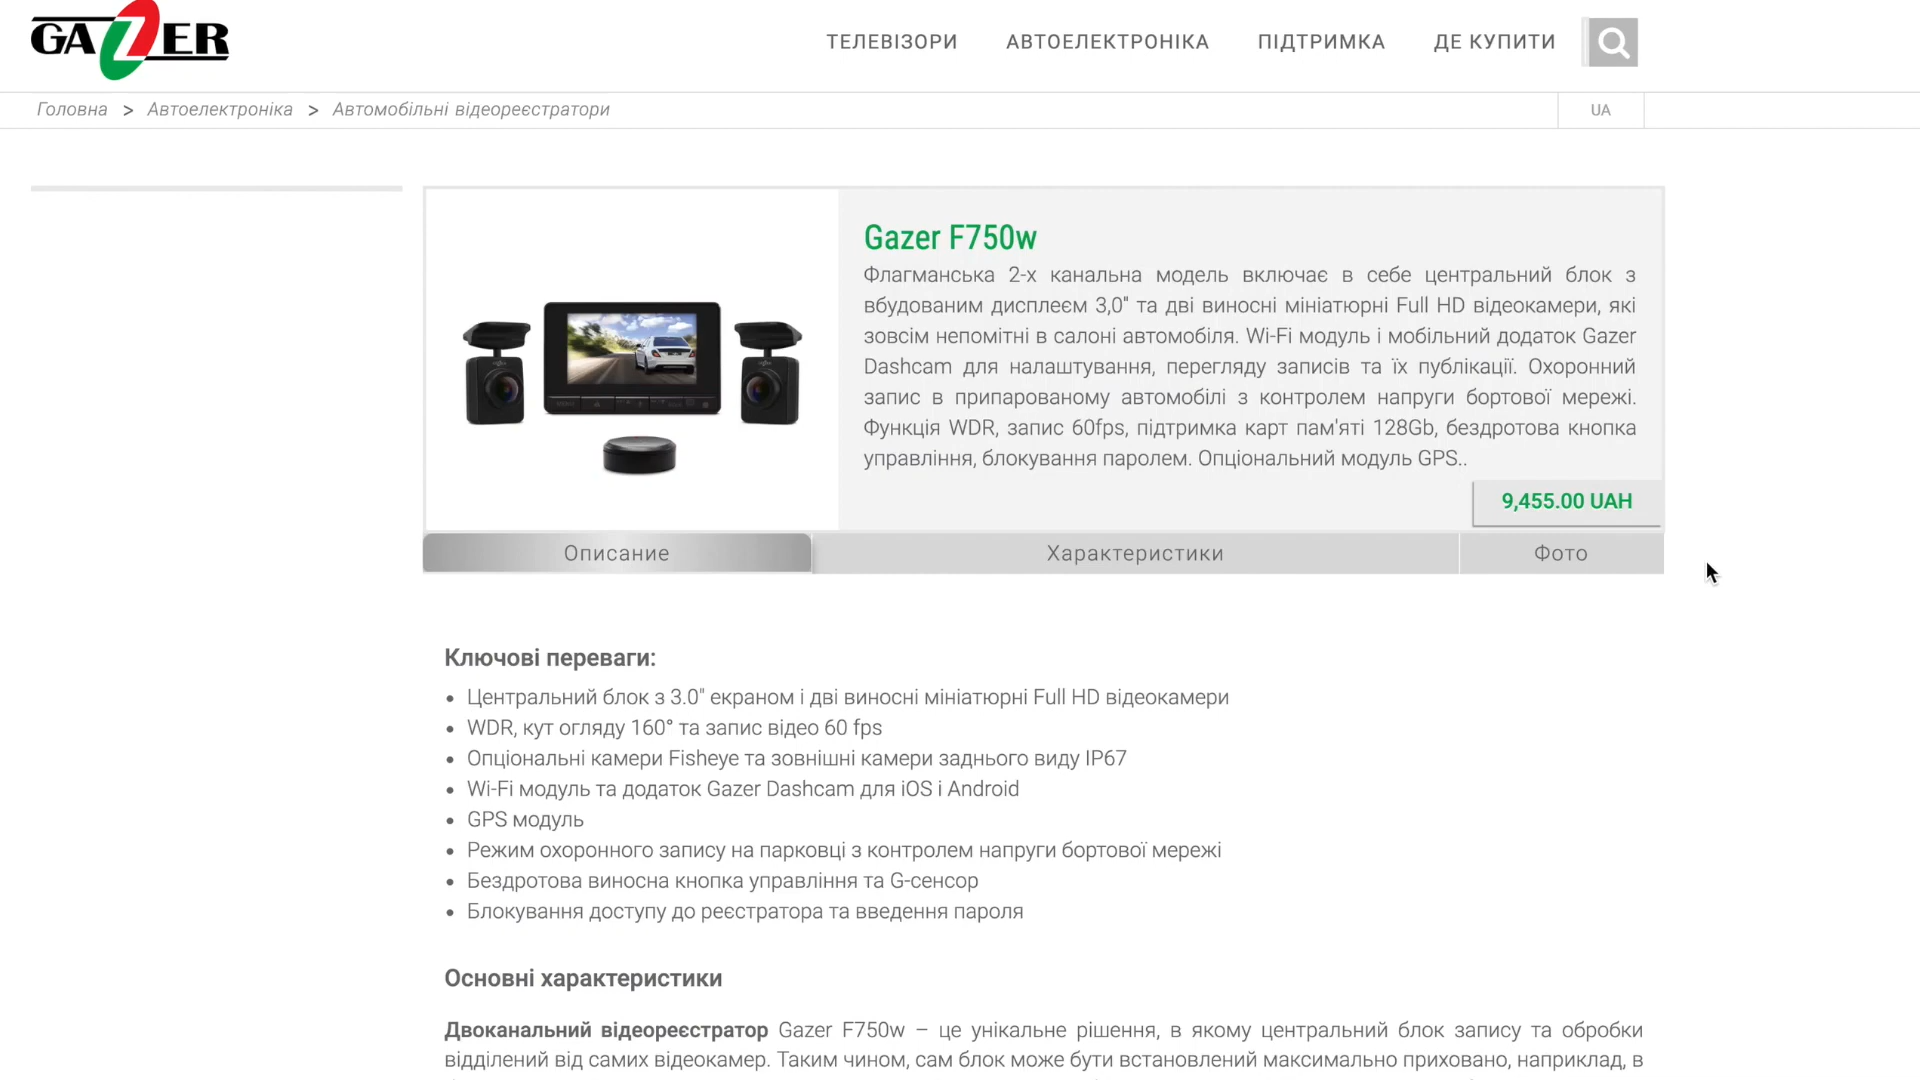 GAZER
ТЕЛЕВІЗОРИ
АВТОЕЛЕКТРОНІКА
ПІДТРИМКА
ДЕ КУПИТИ
Головна > Автоелектроніка > Автомобільні відеореєстратори
UA
Gazer F750w
Флагманська 2-х канальна модель включає в себе центральний блок з
вбудованим дисплеєм 3,0" та дві виносні мініатюрні Full HD відеокамери, які
зовсім непомітні в салоні автомобіля. Wi-Fi модуль і мобільний додаток Gazer
Dashcam для налаштування, перегляду записів та їх публікації. Охоронний
запис в припарованому автомобілі з контролем напруги бортової мережі.
Функція WDR, запис 60fps, підтримка карт пам'яті 128Gb, бездротова кнопка
управління, блокування паролем. Опціональний модуль GPS..
9,455.00 UAH
Описание
Характеристики
Фото
Ключові переваги:
• Центральний блок з 3.0" екраном і дві виносні мініатюрні Full HD відеокамери
• WDR, кут огляду 160° та запис відео 60 fps
• Опціональні камери Fisheye та зовнішні камери заднього виду IP67
• Wi-Fi модуль та додаток Gazer Dashcam для iOS і Android
• GPS модуль
• Режим охоронного запису на парковці з контролем напруги бортової мережі
• Бездротова виносна кнопка управління та G-сенсор
• Блокування доступу до реєстратора та введення пароля
Основні характеристики
Двоканальний відеореєстратор Gazer F750w – це унікальне рішення, в якому центральний блок запису та обробки
відділений від самих відеокамер. Таким чином, сам блок може бути встановлений максимально приховано, наприклад, в